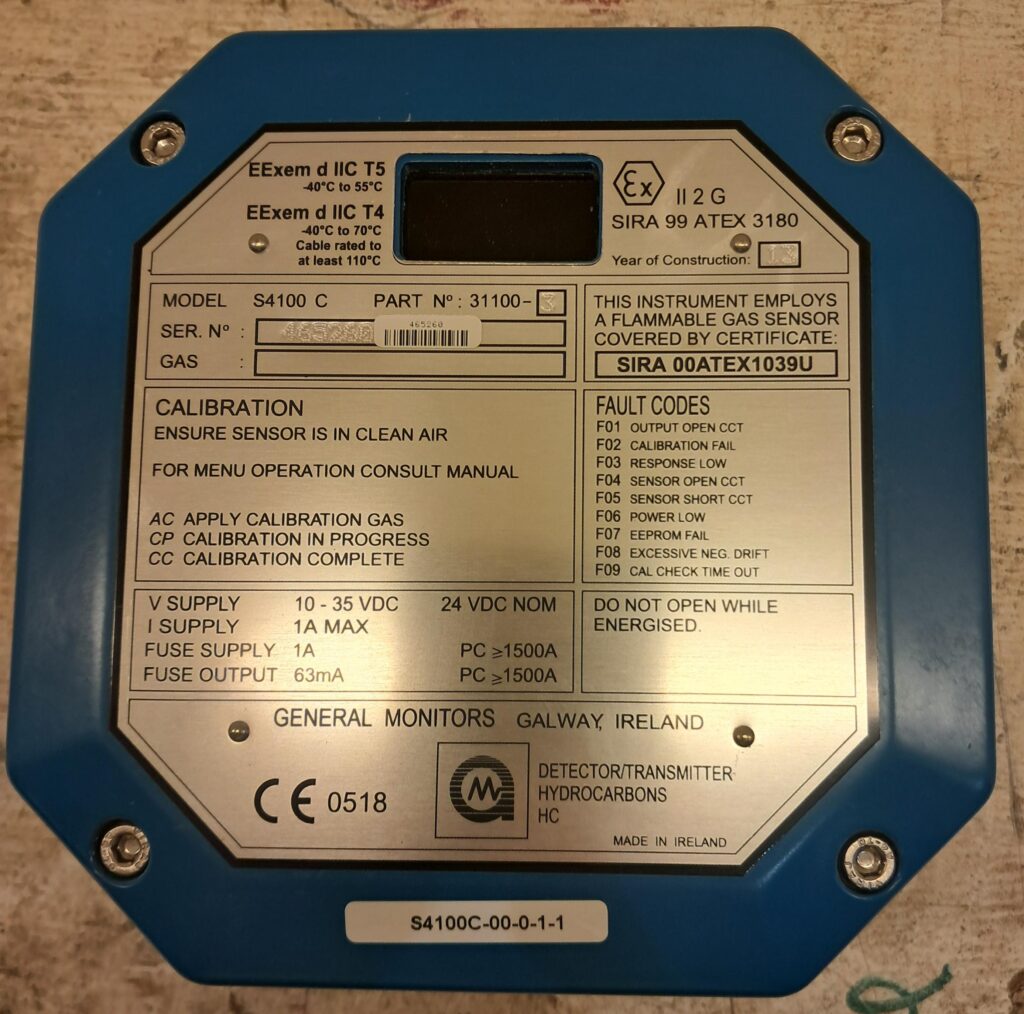 EExem d IIC T5
-40°C to 55°C
EExem d IIC T4
-40°C to 70°C
Cable rated to
at least 110°C
Ex II 2 G
SIRA 99 ATEX 3180
Year of Construction: 13
MODEL S4100 C PART Nº : 31100-3
SER. Nº : 465260
465260
GAS :
THIS INSTRUMENT EMPLOYS
A FLAMMABLE GAS SENSOR
COVERED BY CERTIFICATE:
SIRA 00ATEX1039U
CALIBRATION
ENSURE SENSOR IS IN CLEAN AIR
FOR MENU OPERATION CONSULT MANUAL
AC APPLY CALIBRATION GAS
CP CALIBRATION IN PROGRESS
CC CALIBRATION COMPLETE
FAULT CODES
F01 OUTPUT OPEN CCT
F02 CALIBRATION FAIL
F03 RESPONSE LOW
F04 SENSOR OPEN CCT
F05 SENSOR SHORT CCT
F06 POWER LOW
F07 EEPROM FAIL
F08 EXCESSIVE NEG. DRIFT
F09 CAL CHECK TIME OUT
V SUPPLY 10 - 35 VDC 24 VDC NOM
I SUPPLY 1A MAX
FUSE SUPPLY 1A PC ≥1500A
FUSE OUTPUT 63mA PC ≥1500A
DO NOT OPEN WHILE
ENERGISED.
GENERAL MONITORS GALWAY, IRELAND
CE 0518
DETECTOR/TRANSMITTER
HYDROCARBONS
HC
MADE IN IRELAND
S4100C-00-0-1-1